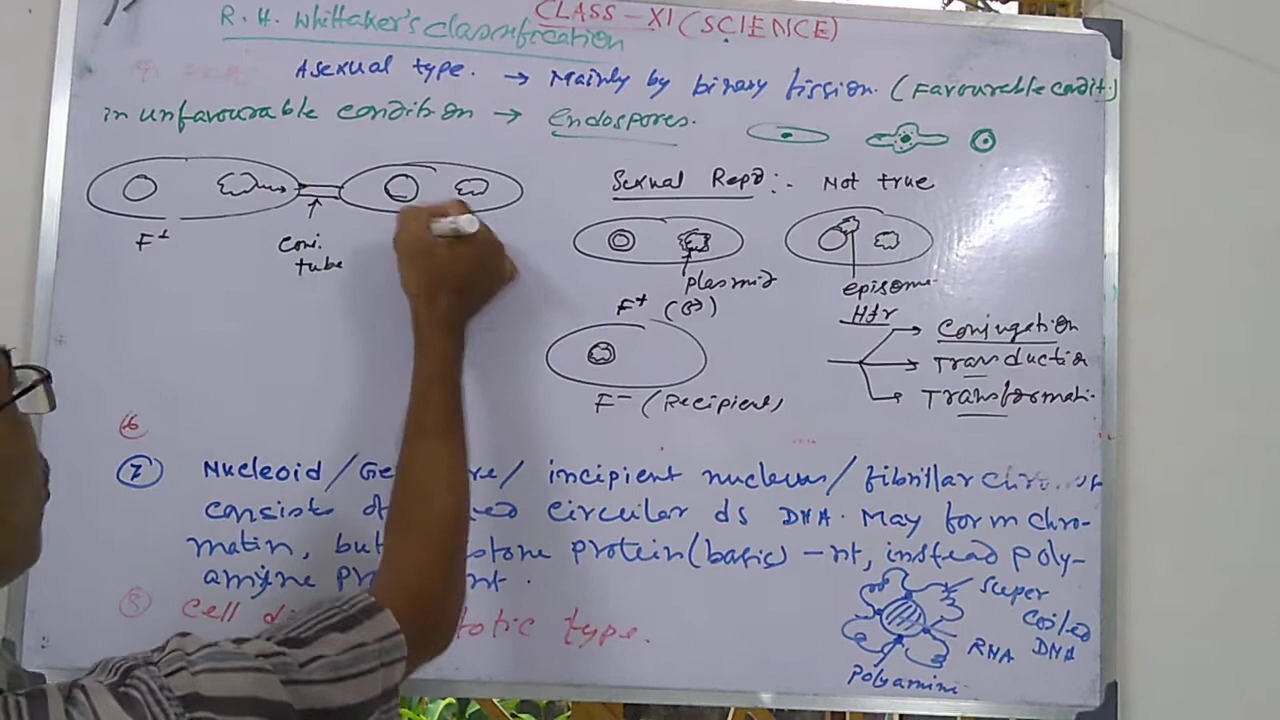 CLASS - XI (SCIENCE)
R. H. Whittaker's classification
Asexual type. → Mainly by binary fission. (Favourable condit.)
in unfavourable condition → Endospores.
Sexual Repd :- Not true
F+
Conj.
tube
plasmid
F+ (♂)
episome
Hfr
Conjugation
Transduction
Transformati-
F- (Recipient)
6
7 Nucleoid / / incipient nucleus / fibrillar
consists circular ds DNA. May form chro-
matin, but protein (basic) -nt, instead poly-
amine nt.
8 Cell type.
Super
Coiled
DNA
RNA
Polyamine